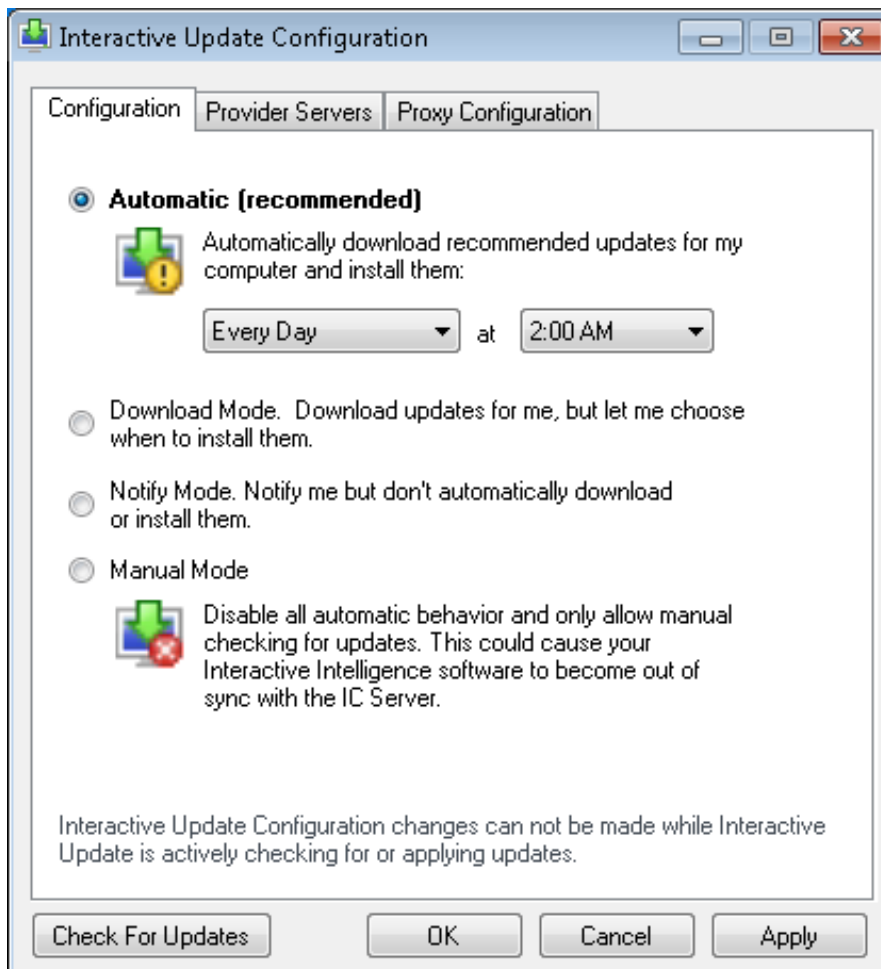 Interactive Update Configuration
Configuration
Provider Servers
Proxy Configuration
Automatic (recommended)
Automatically download recommended updates for my
computer and install them:
Every Day
at
2:00 AM
Download Mode.  Download updates for me, but let me choose
when to install them.
Notify Mode. Notify me but don't automatically download
or install them.
Manual Mode
Disable all automatic behavior and only allow manual
checking for updates. This could cause your
Interactive Intelligence software to become out of
sync with the IC Server.
Interactive Update Configuration changes can not be made while Interactive
Update is actively checking for or applying updates.
Check For Updates
OK
Cancel
Apply